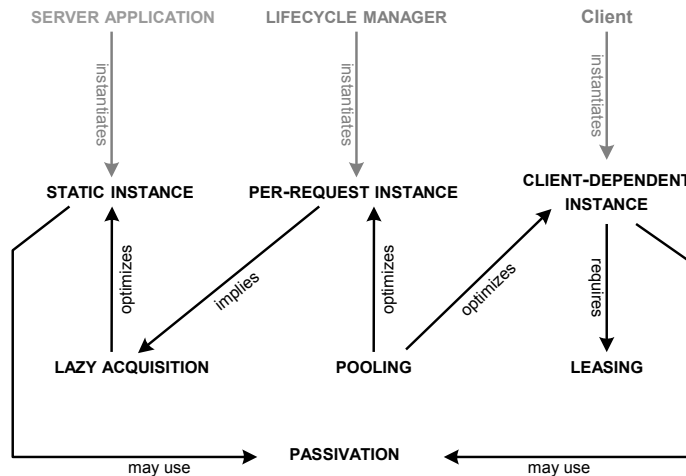 SERVER APPLICATION
LIFECYCLE MANAGER
Client
instantiates
instantiates
instantiates
STATIC INSTANCE
PER-REQUEST INSTANCE
CLIENT-DEPENDENT
INSTANCE
optimizes
implies
optimizes
optimizes
requires
LAZY ACQUISITION
POOLING
LEASING
PASSIVATION
may use
may use